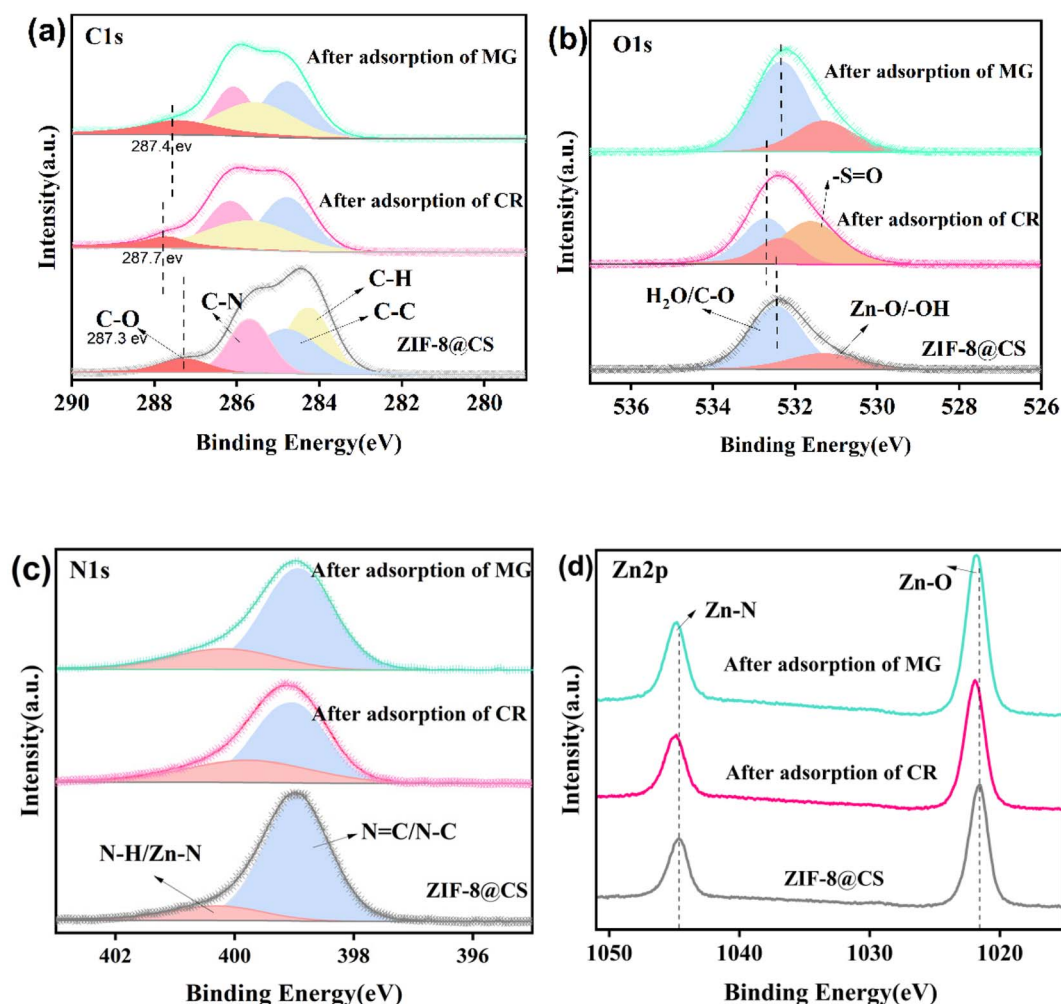 (a)
C1s
After adsorption of MG
287.4 ev
After adsorption of CR
287.7 ev
C-N
C-H
C-O
C-C
287.3 ev
ZIF-8@CS
Intensity(a.u.)
290 288 286 284 282 280
Binding Energy(eV)
(b)
O1s
After adsorption of MG
-S=O
After adsorption of CR
H₂O/C-O
Zn-O/-OH
ZIF-8@CS
Intensity(a.u.)
536 534 532 530 528 526
Binding Energy(eV)
(c)
N1s
After adsorption of MG
After adsorption of CR
N=C/N-C
N-H/Zn-N
ZIF-8@CS
Intensity(a.u.)
402 400 398 396
Binding Energy(eV)
(d)
Zn2p
Zn-O
Zn-N
After adsorption of MG
After adsorption of CR
ZIF-8@CS
Intensity(a.u.)
1050 1040 1030 1020
Binding Energy(eV)